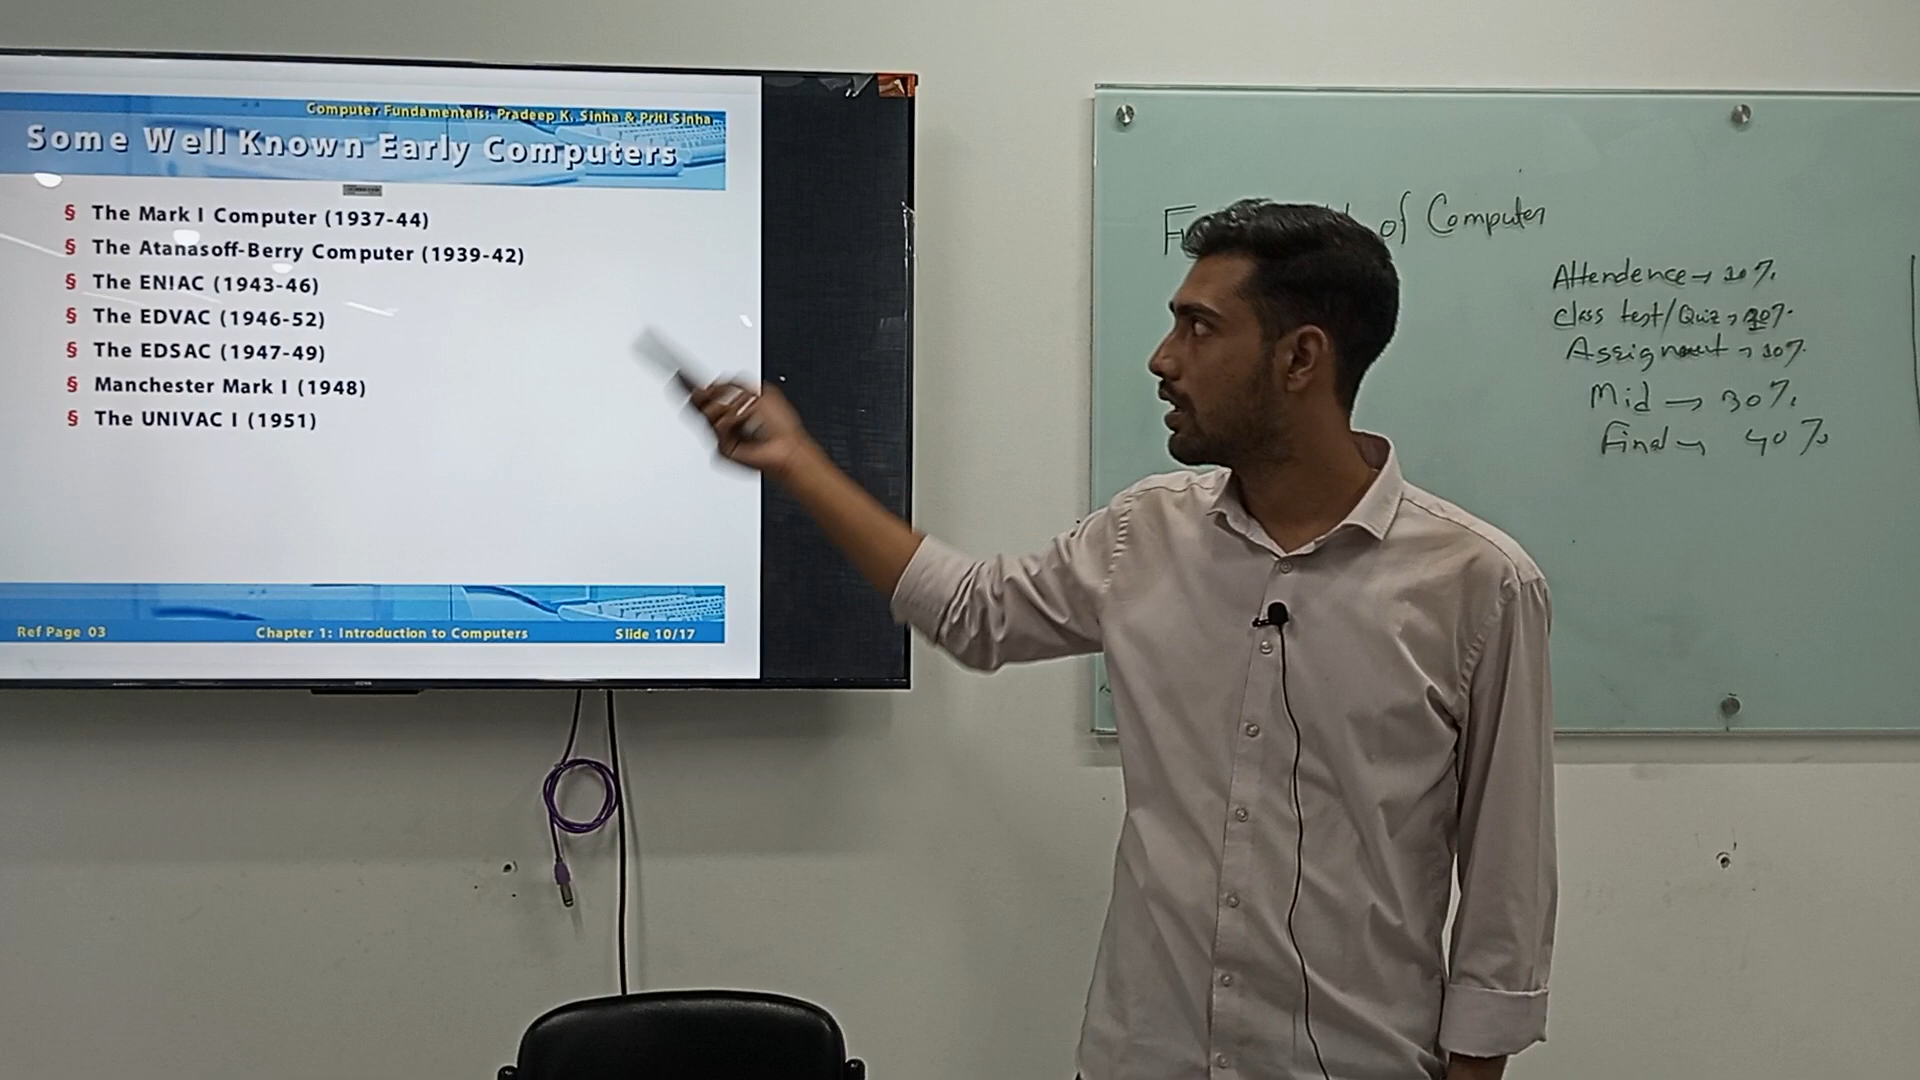 Computer Fundamentals: Pradeep K. Sinha & Priti Sinha
Some Well Known Early Computers
§ The Mark I Computer (1937-44)
§ The Atanasoff-Berry Computer (1939-42)
§ The ENIAC (1943-46)
§ The EDVAC (1946-52)
§ The EDSAC (1947-49)
§ Manchester Mark I (1948)
§ The UNIVAC I (1951)
Ref Page 03
Chapter 1: Introduction to Computers
Slide 10/17
of Computer
Attendence → 10%
Class test/Quiz →
Assignment → 10%
Mid → 30%
Final → 40%